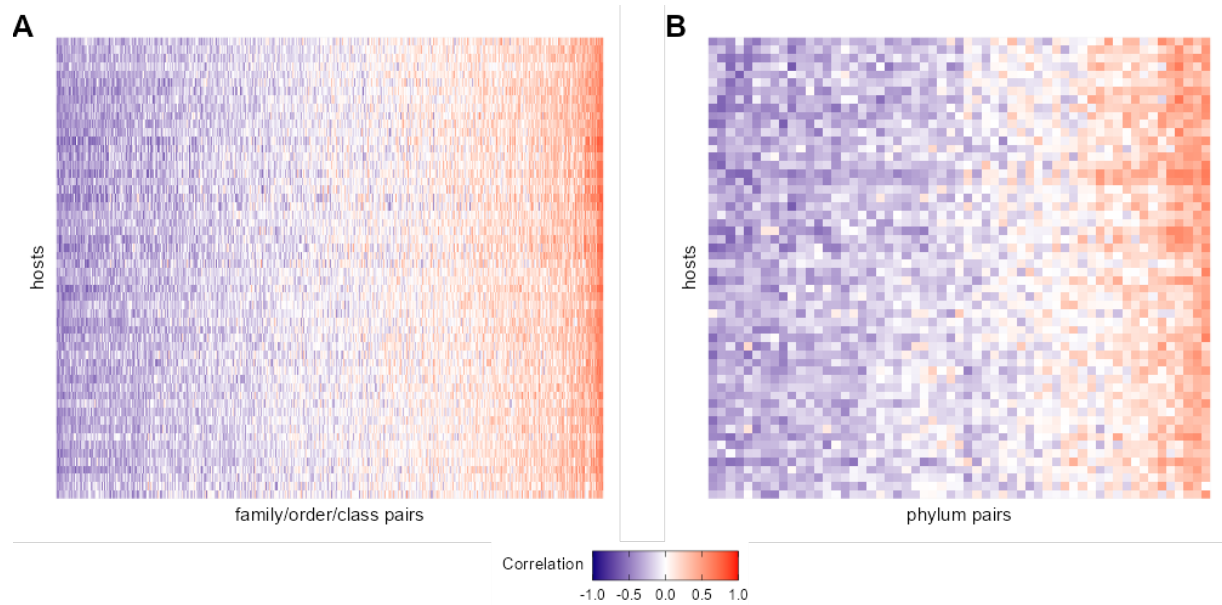 A
B
hosts
hosts
family/order/class pairs
phylum pairs
Correlation
-1.0 -0.5 0.0 0.5 1.0